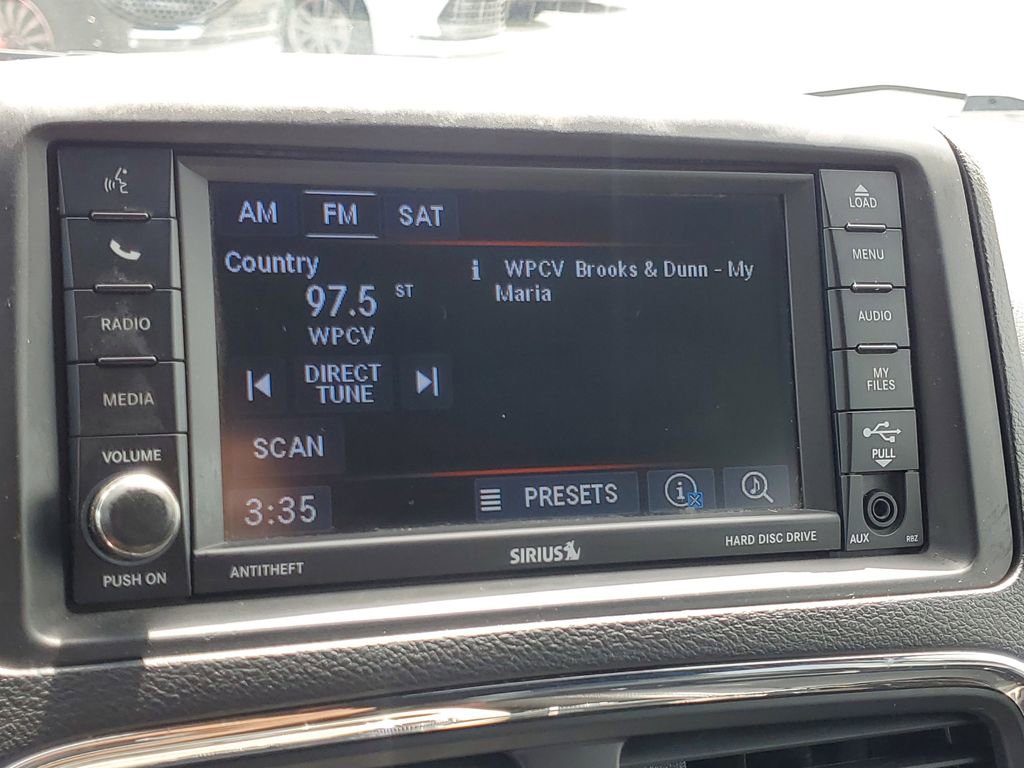 AM FM SAT
Country
97.5 ST
WPCV
i WPCV Brooks & Dunn - My
Maria
DIRECT
TUNE
SCAN
3:35
PRESETS
i
RADIO
MEDIA
VOLUME
PUSH ON
ANTITHEFT
SIRIUS
HARD DISC DRIVE
LOAD
MENU
AUDIO
MY
FILES
PULL
AUX RBZ